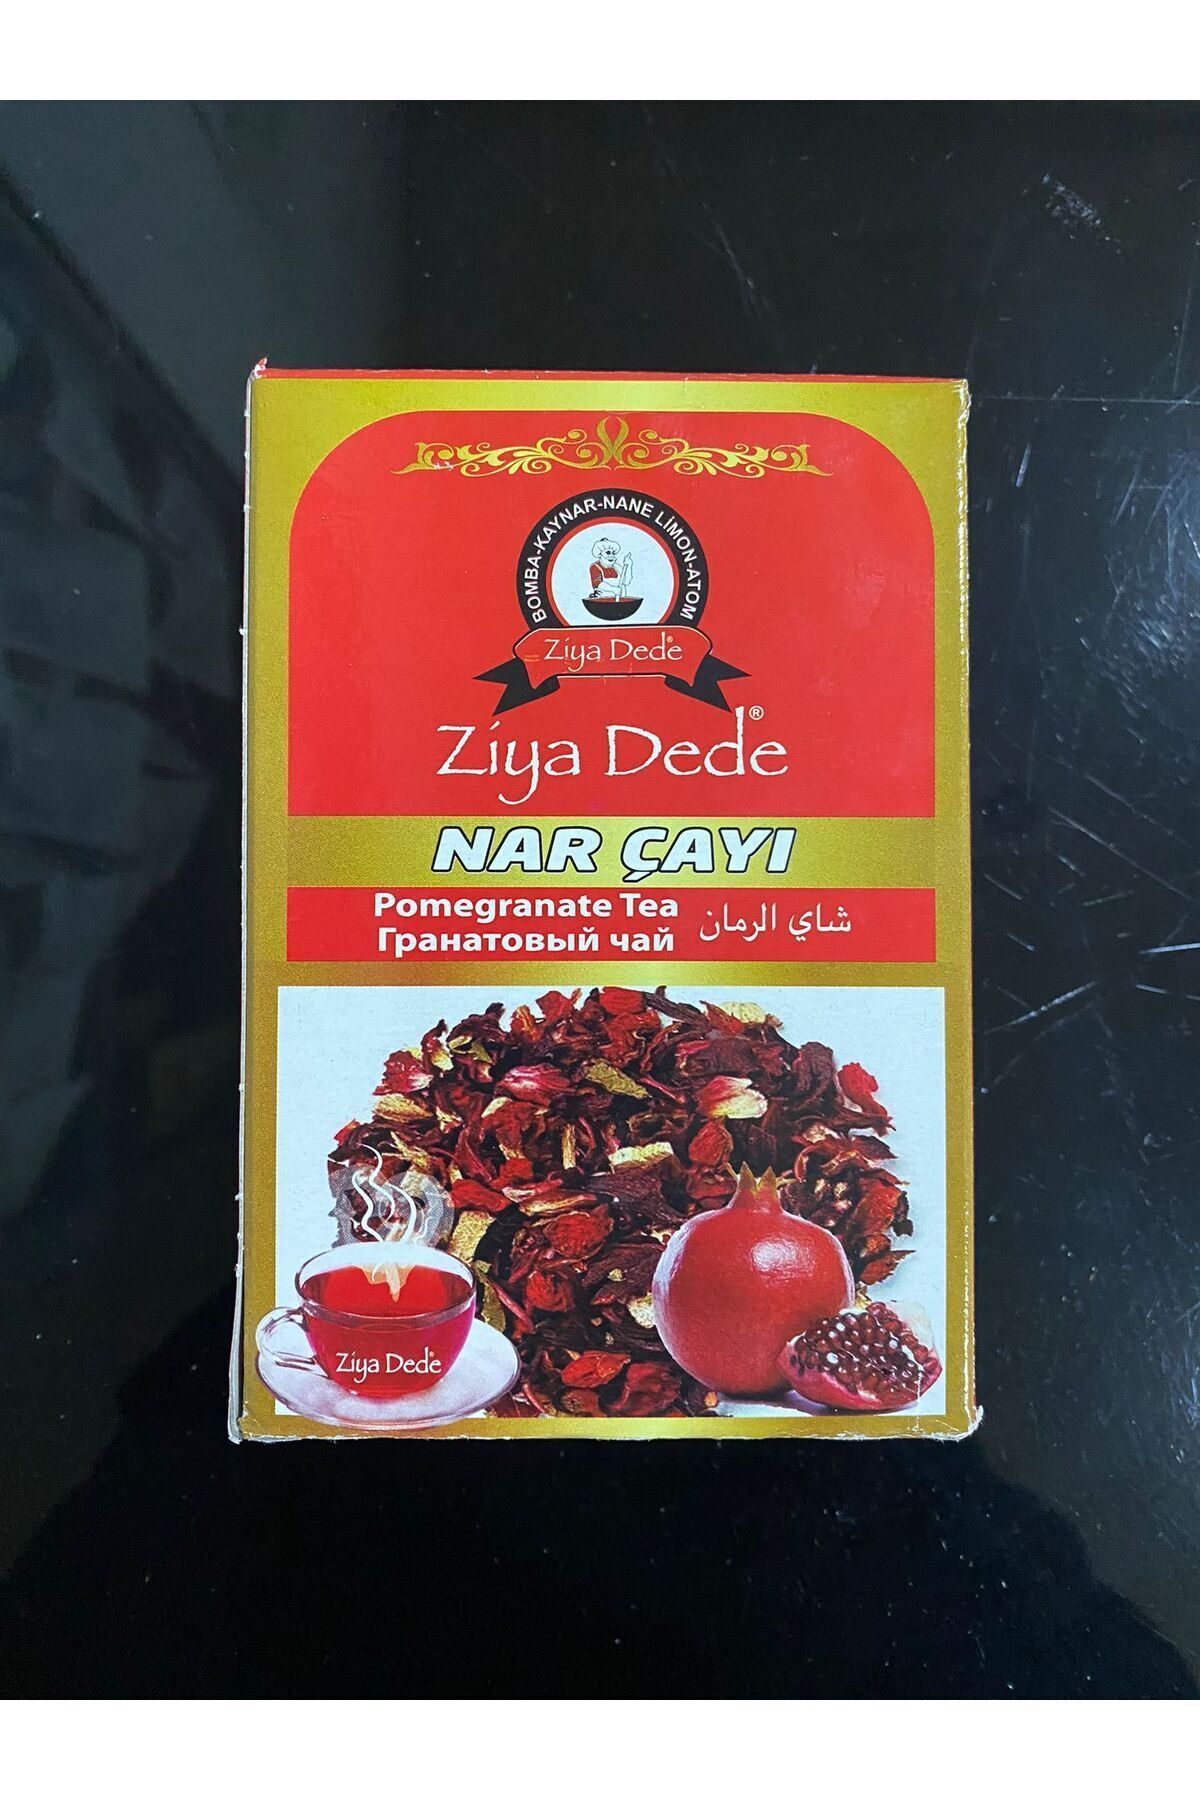 BOMBA-KAYNAR-NANE LİMON-ATOM
Ziya Dede®
Ziya Dede®
NAR ÇAYI
Pomegranate Tea
Гранатовый чай
شاي الرمان
Ziya Dede®